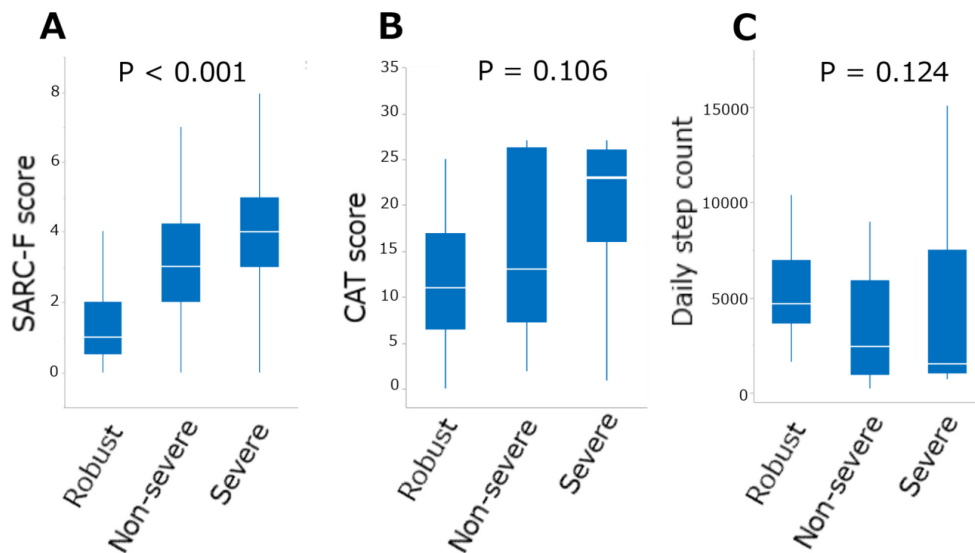 A
P < 0.001
SARC-F score
8
6
4
2
0
Robust
Non-severe
Severe
B
P = 0.106
CAT score
35
30
25
20
15
10
5
0
Robust
Non-severe
Severe
C
P = 0.124
Daily step count
15000
10000
5000
0
Robust
Non-severe
Severe